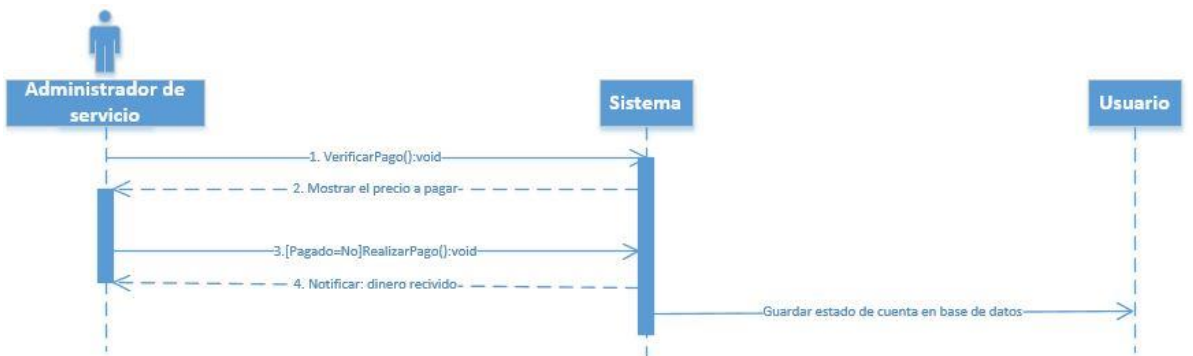 Administrador de
servicio
Sistema
Usuario
1. VerificarPago():void
2. Mostrar el precio a pagar
3.[Pagado=No]RealizarPago():void
4. Notificar: dinero recivido
Guardar estado de cuenta en base de datos